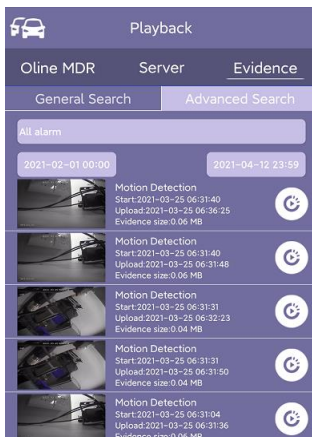 Playback
Oline MDR Server Evidence
General Search Advanced Search
All alarm
2021-02-01 00:00 2021-04-12 23:59
Motion Detection
Start:2021-03-25 06:31:40
Upload:2021-03-25 06:36:25
Evidence size:0.06 MB
Motion Detection
Start:2021-03-25 06:31:40
Upload:2021-03-25 06:31:48
Evidence size:0.06 MB
Motion Detection
Start:2021-03-25 06:31:31
Upload:2021-03-25 06:32:23
Evidence size:0.04 MB
Motion Detection
Start:2021-03-25 06:31:31
Upload:2021-03-25 06:31:50
Evidence size:0.04 MB
Motion Detection
Start:2021-03-25 06:31:04
Upload:2021-03-25 06:31:36
Evidence size:0.06 MB